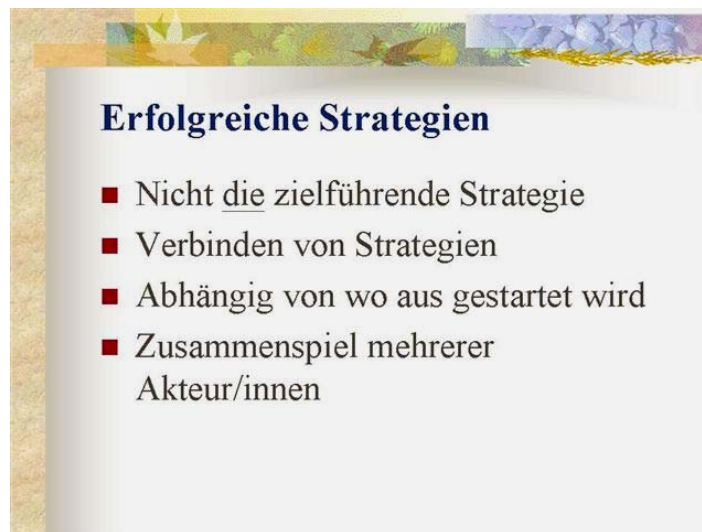 Erfolgreiche Strategien
Nicht die zielführende Strategie
Verbinden von Strategien
Abhängig von wo aus gestartet wird
Zusammenspiel mehrerer
Akteur/innen